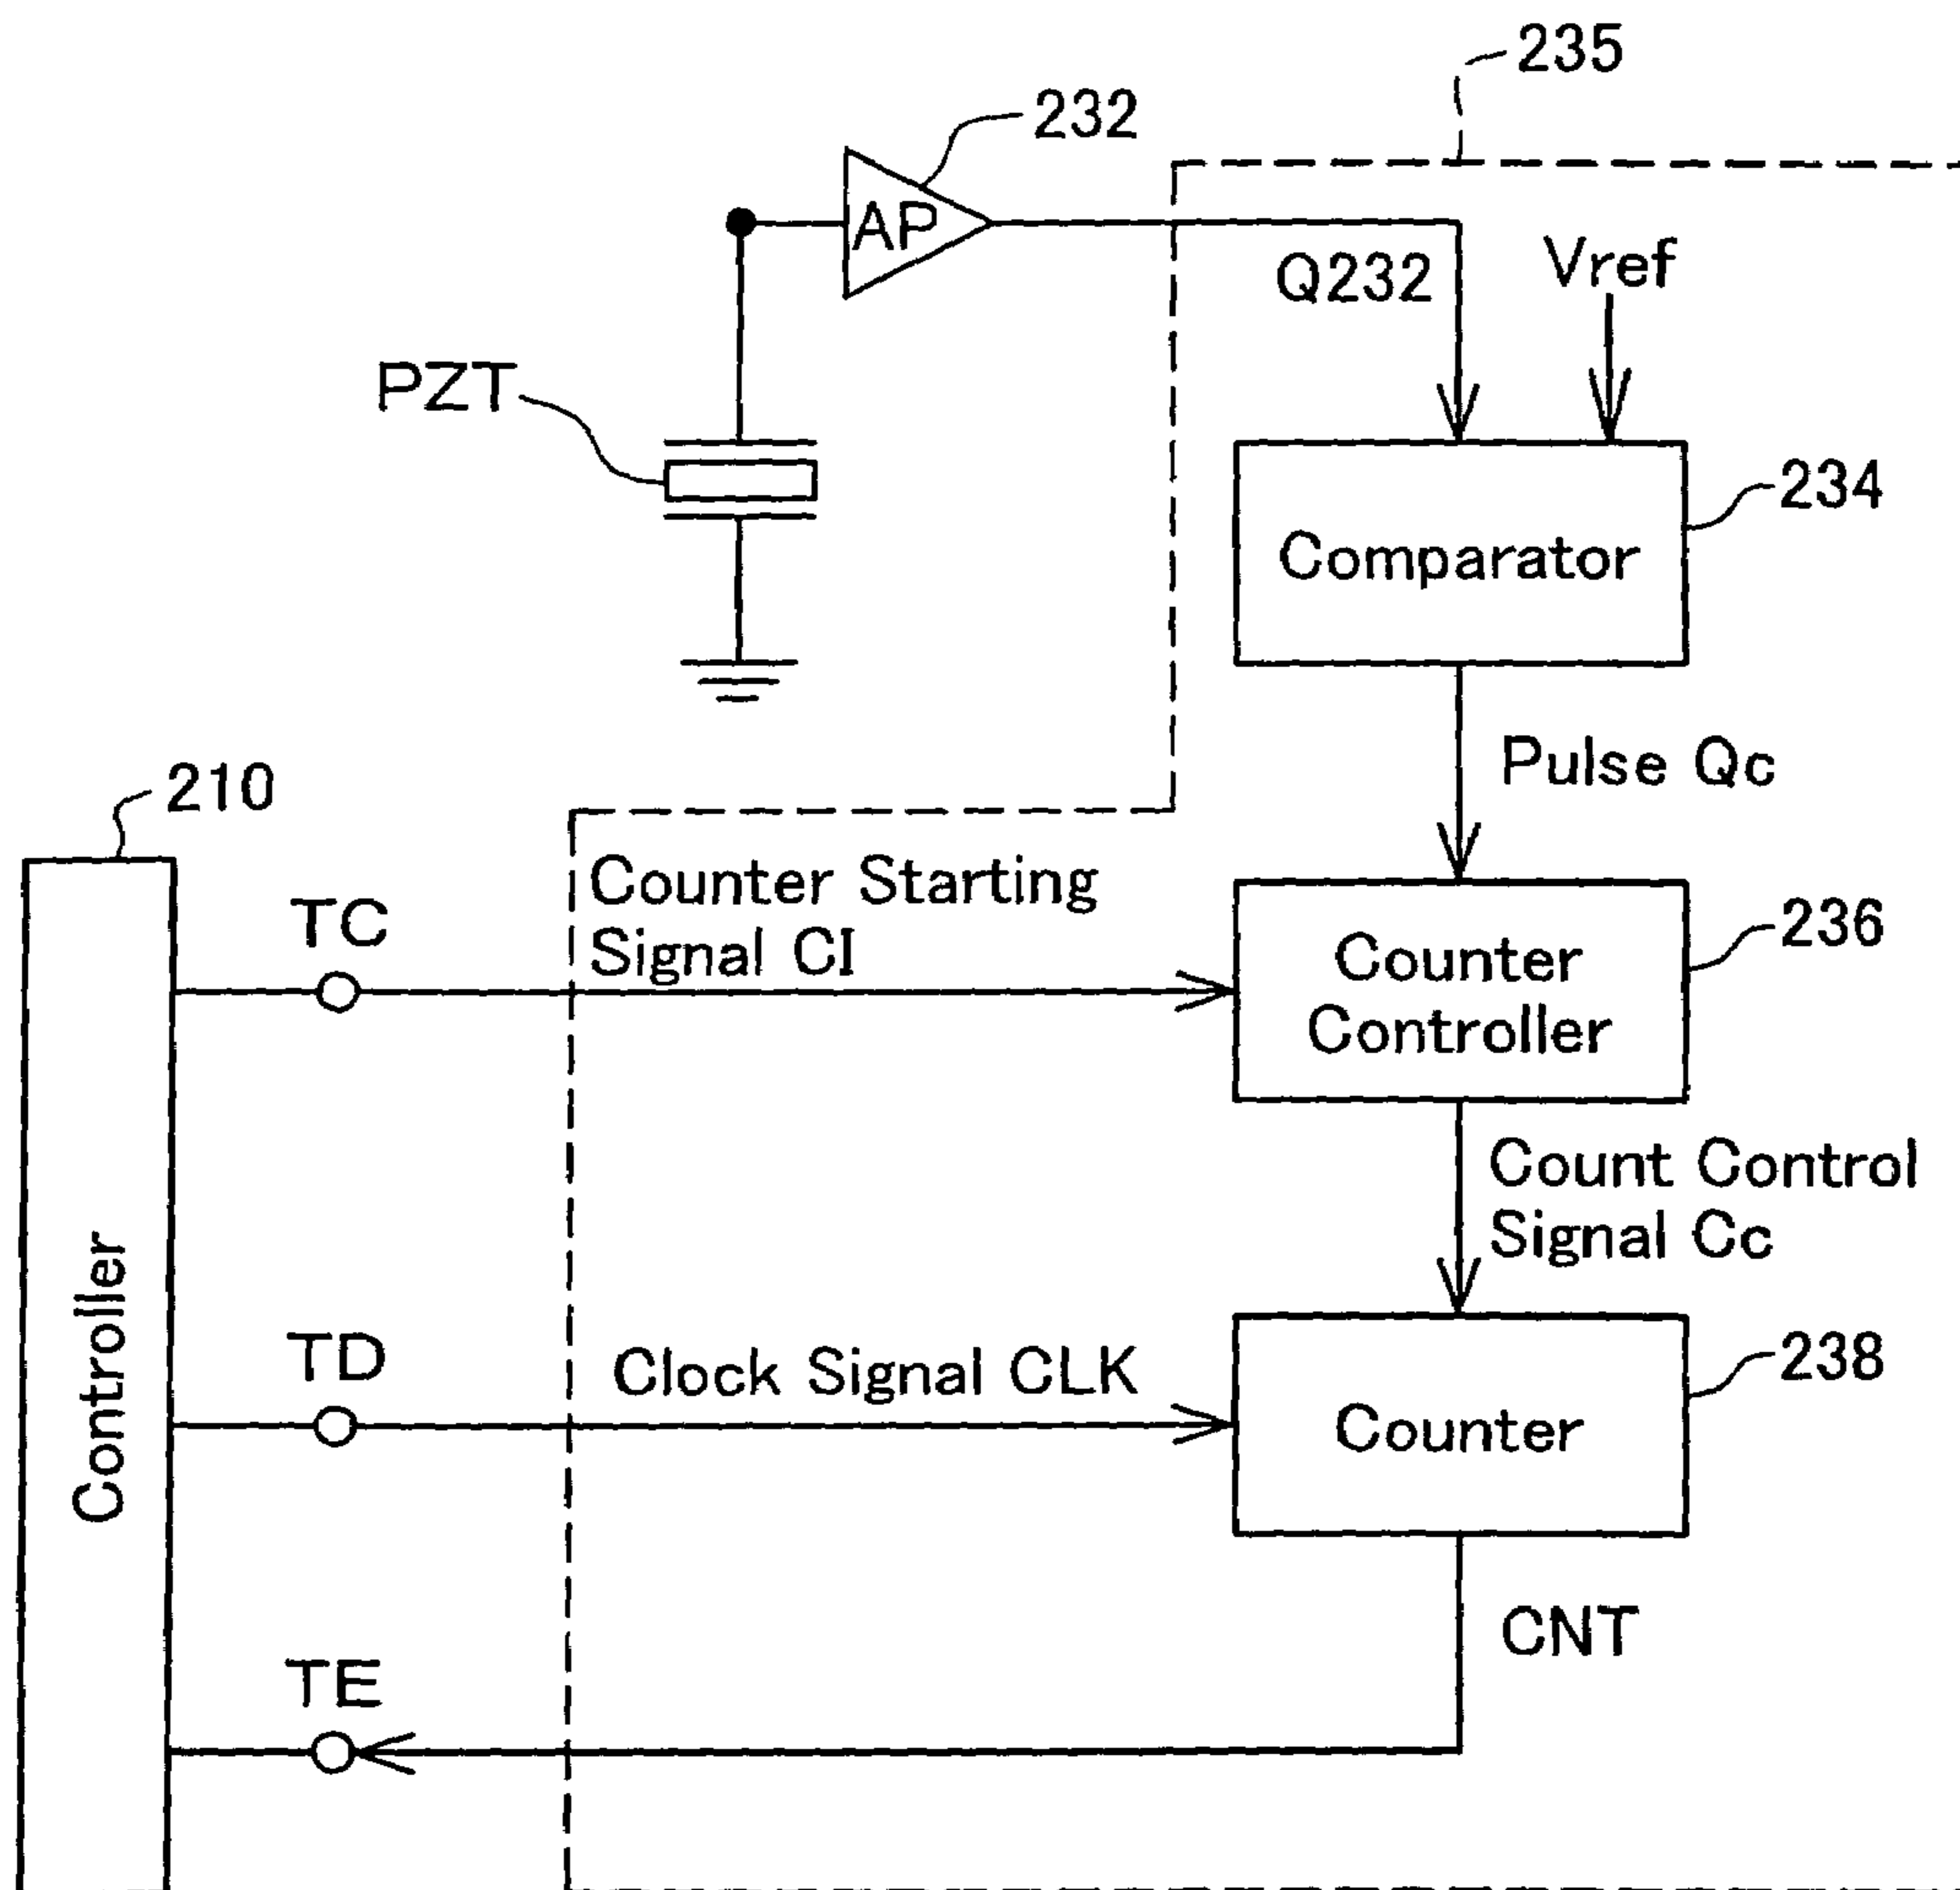 235
232
AP
Q232
Vref
PZT
234
Comparator
Pulse Qc
210
Counter Starting
Signal CI
TC
236
Counter
Controller
Count Control
Signal Cc
Controller
TD
Clock Signal CLK
238
Counter
CNT
TE